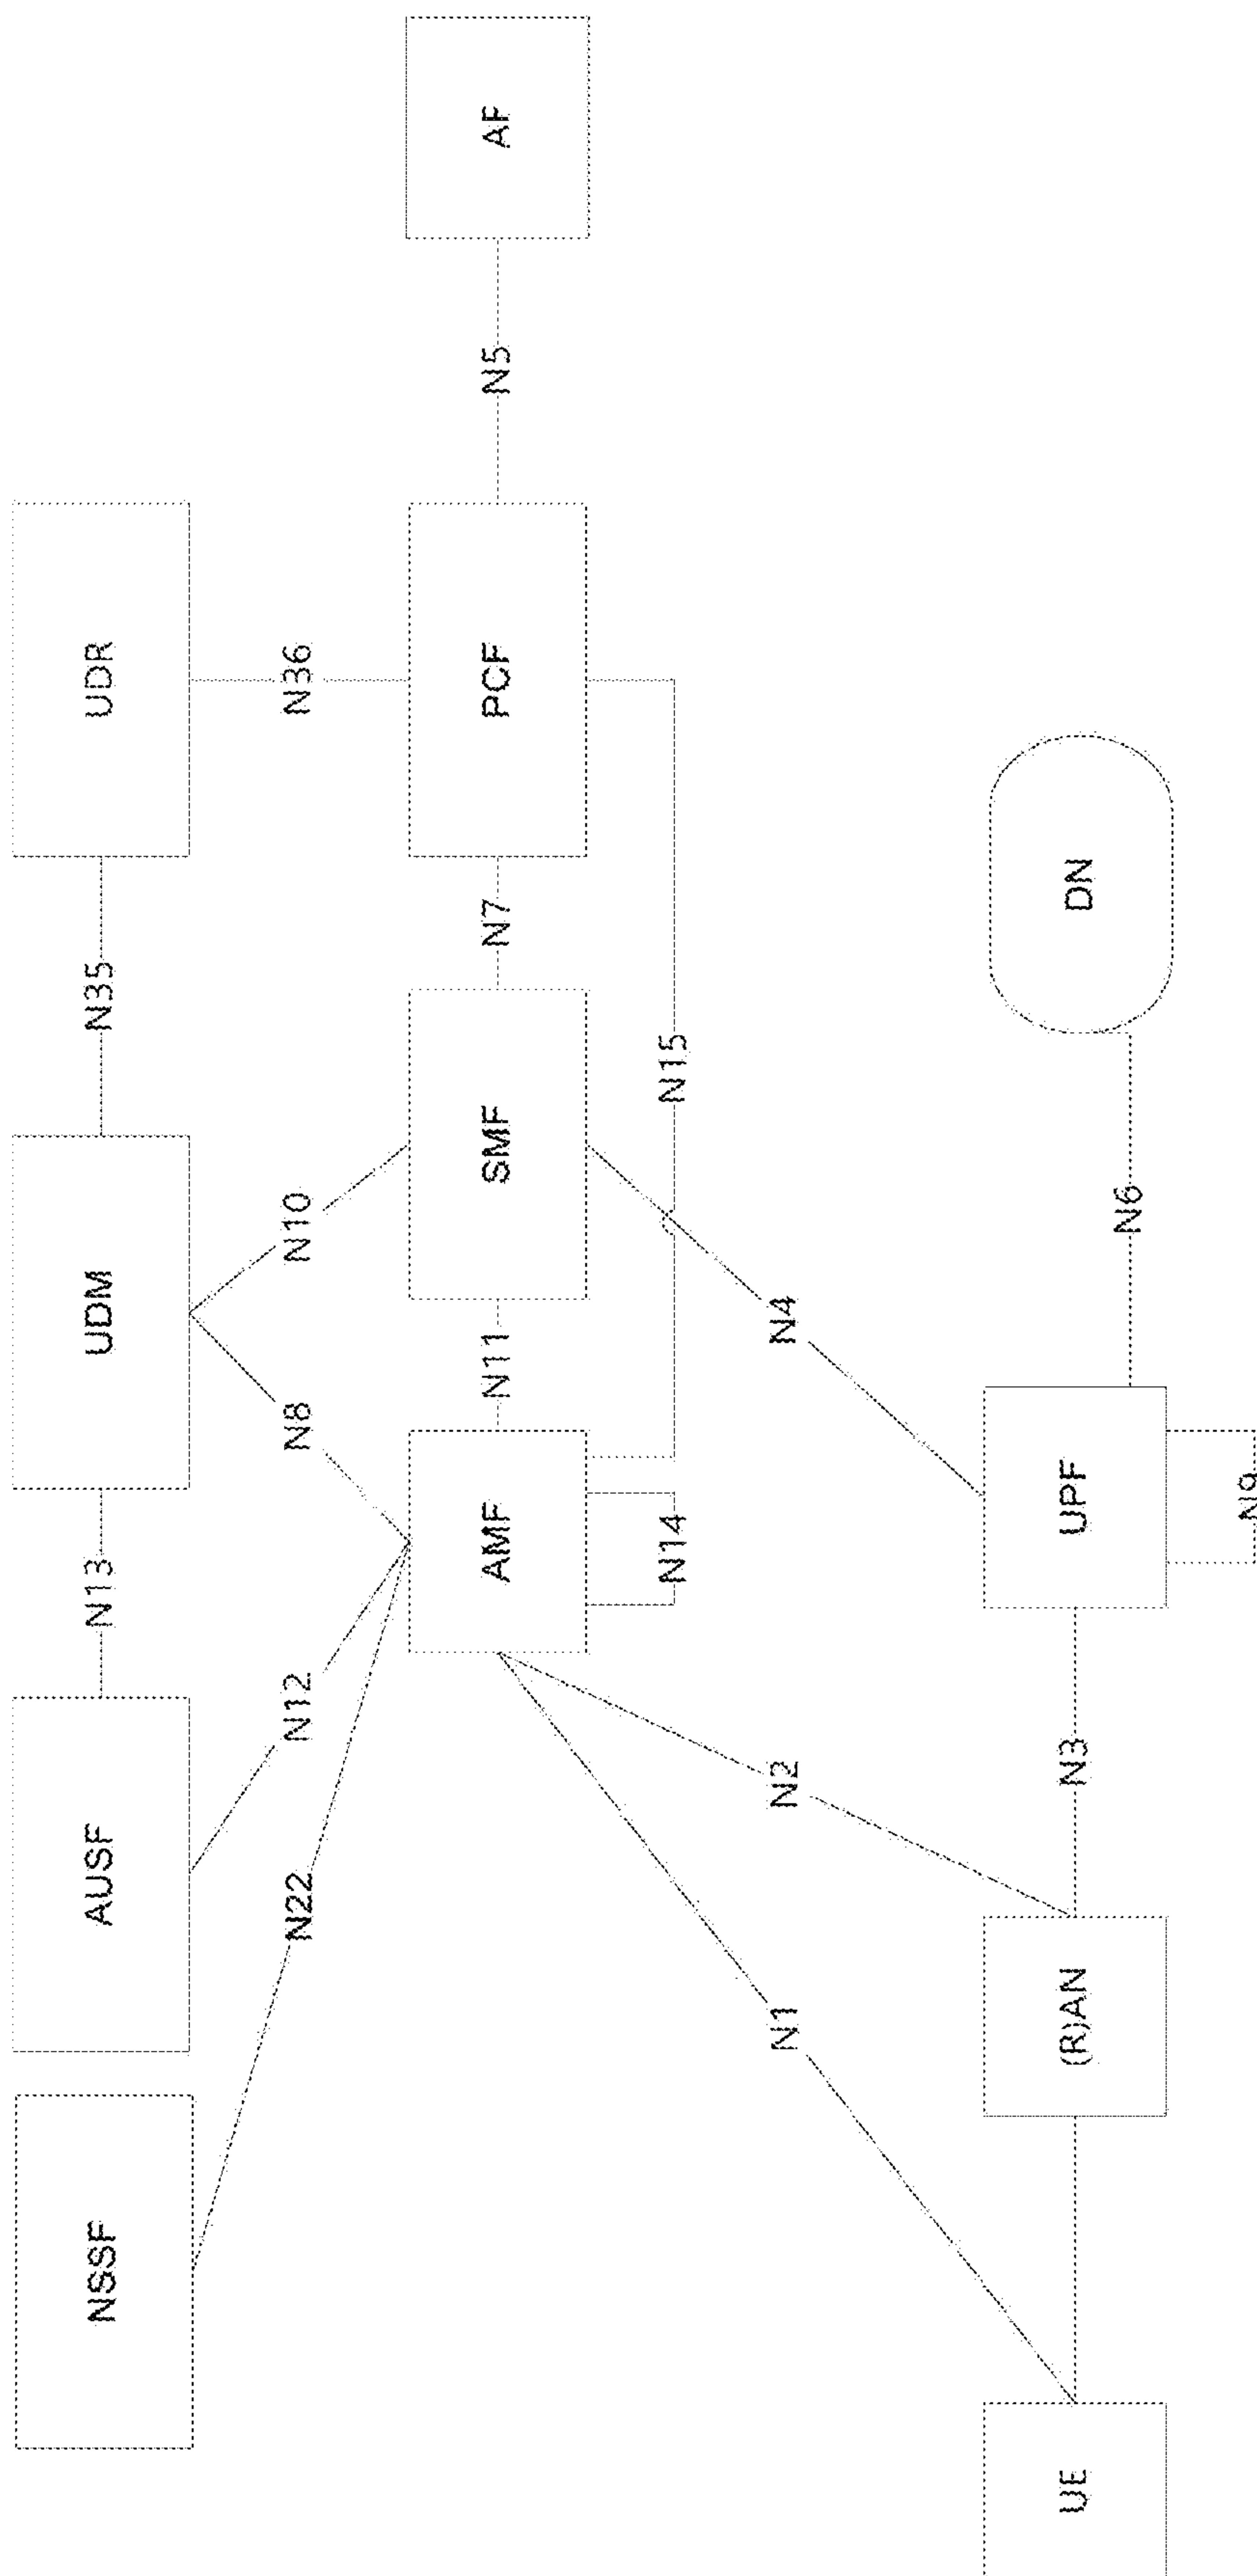 NSSF
AUSF
N13
UDM
N35
UDR
N22
N12
N8
N10
N36
AMF
N11
SMF
N7
PCF
N5
AF
N14
N15
N1
N2
N4
UE
(R)AN
N3
UPF
N6
DN
N9